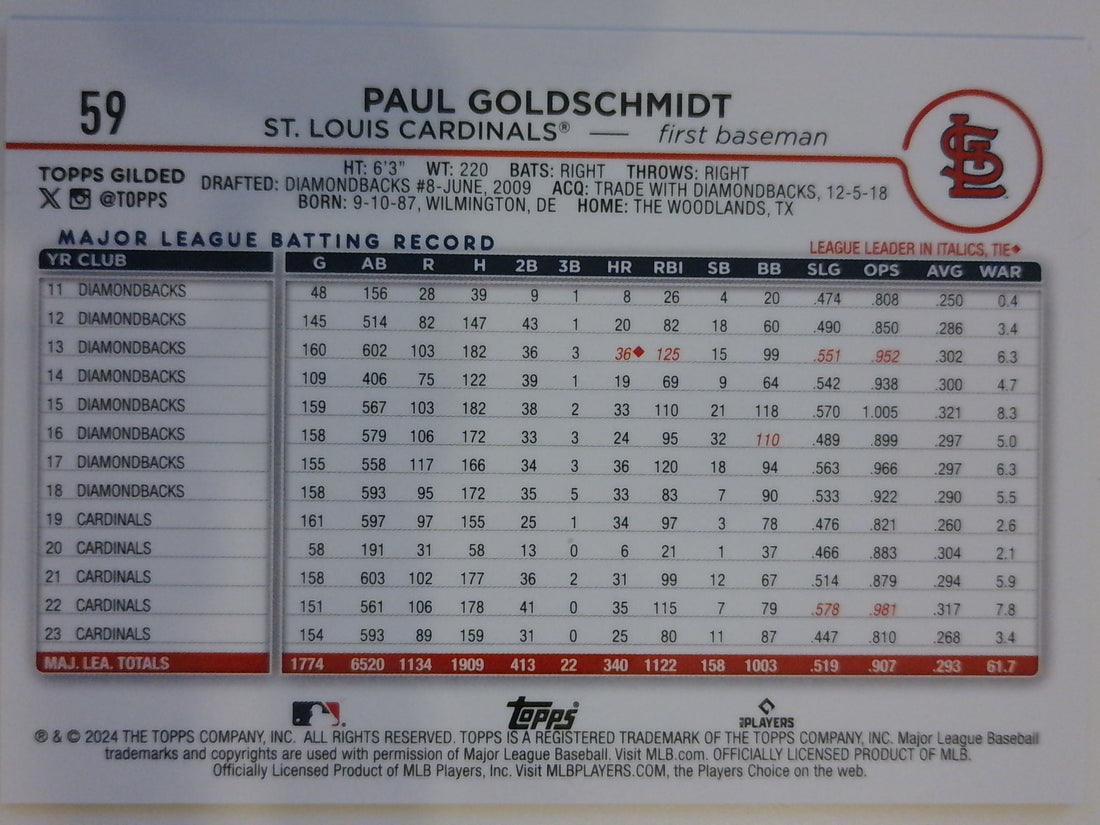 59
PAUL GOLDSCHMIDT
ST. LOUIS CARDINALS® — first baseman
STL
TOPPS GILDED
X @TOPPS
HT: 6'3" WT: 220 BATS: RIGHT THROWS: RIGHT
DRAFTED: DIAMONDBACKS #8-JUNE, 2009 ACQ: TRADE WITH DIAMONDBACKS, 12-5-18
BORN: 9-10-87, WILMINGTON, DE HOME: THE WOODLANDS, TX
MAJOR LEAGUE BATTING RECORD
LEAGUE LEADER IN ITALICS, TIE◆
YR CLUB G AB R H 2B 3B HR RBI SB BB SLG OPS AVG WAR
11 DIAMONDBACKS 48 156 28 39 9 1 8 26 4 20 .474 .808 .250 0.4
12 DIAMONDBACKS 145 514 82 147 43 1 20 82 18 60 .490 .850 .286 3.4
13 DIAMONDBACKS 160 602 103 182 36 3 36◆ 125 15 99 .551 .952 .302 6.3
14 DIAMONDBACKS 109 406 75 122 39 1 19 69 9 64 .542 .938 .300 4.7
15 DIAMONDBACKS 159 567 103 182 38 2 33 110 21 118 .570 1.005 .321 8.3
16 DIAMONDBACKS 158 579 106 172 33 3 24 95 32 110 .489 .899 .297 5.0
17 DIAMONDBACKS 155 558 117 166 34 3 36 120 18 94 .563 .966 .297 6.3
18 DIAMONDBACKS 158 593 95 172 35 5 33 83 7 90 .533 .922 .290 5.5
19 CARDINALS 161 597 97 155 25 1 34 97 3 78 .476 .821 .260 2.6
20 CARDINALS 58 191 31 58 13 0 6 21 1 37 .466 .883 .304 2.1
21 CARDINALS 158 603 102 177 36 2 31 99 12 67 .514 .879 .294 5.9
22 CARDINALS 151 561 106 178 41 0 35 115 7 79 .578 .981 .317 7.8
23 CARDINALS 154 593 89 159 31 0 25 80 11 87 .447 .810 .268 3.4
MAJ. LEA. TOTALS 1774 6520 1134 1909 413 22 340 1122 158 1003 .519 .907 .293 61.7
topps PLAYERS
℗ & © 2024 THE TOPPS COMPANY, INC. ALL RIGHTS RESERVED. TOPPS IS A REGISTERED TRADEMARK OF THE TOPPS COMPANY, INC. Major League Baseball
trademarks and copyrights are used with permission of Major League Baseball. Visit MLB.com. OFFICIALLY LICENSED PRODUCT OF MLB.
Officially Licensed Product of MLB Players, Inc. Visit MLBPLAYERS.COM, the Players Choice on the web.